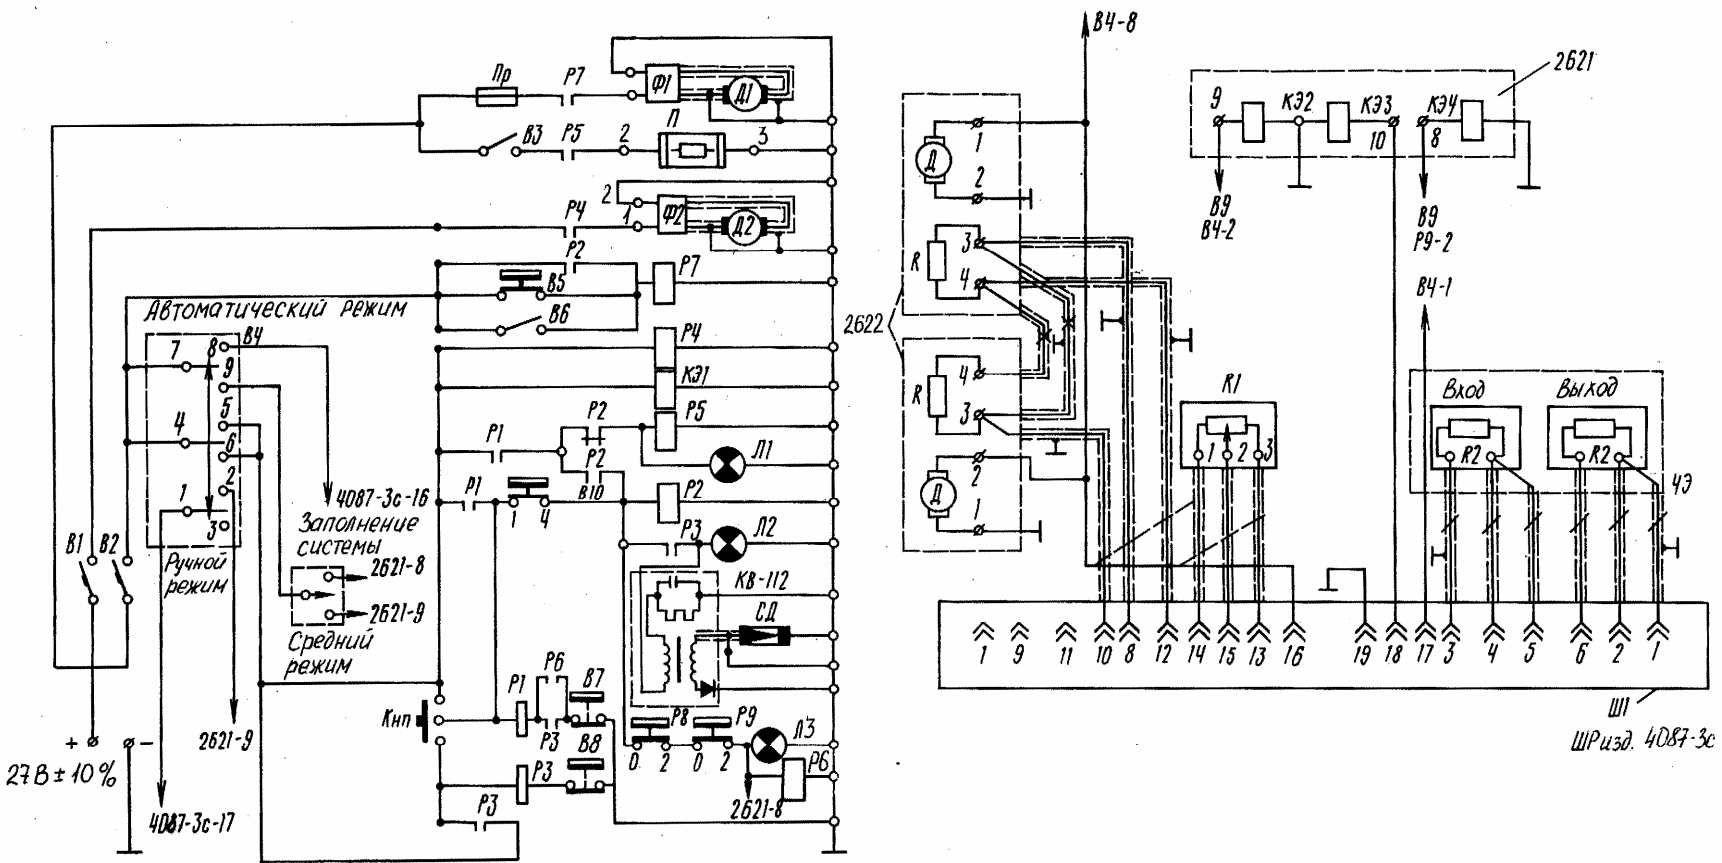 Пр
Р7
Ф1
Д1
В3
Р5
2
П
3
2
1
Р4
Ф2
Д2
Р2
В5
Р7
В6
Автоматический режим
Р4
КЭ1
7
8
В4
9
5
4
6
2
1
3
4D87-3с-16
Заполнение
системы
Ручной
режим
2621-8
2621-9
Средний
режим
В1
В2
Р1
Р2
Р5
Р2
Л1
Р1
В10
1
4
Р2
Р3
Л2
КВ-112
СД
Р6
Р1
В7
Р3
Кнп
В8
Р3
Р8
Р9
Л3
0
2
0
2
Р6
2621-8
2621-9
+
-
27В ± 10%
4D87-3с-17
Р3
В4-8
Д
1
2
R
3
4
2622
R
4
3
Д
2
1
2621
9
КЭ2
КЭ3
10
КЭ4
8
В9
В4-2
В9
Р9-2
В4-1
R1
1
2
3
Вход
Выход
R2
R2
4Э
1
9
11
10
8
12
14
15
13
16
19
18
17
3
4
5
6
2
1
Ш1
ШРизд. 4D87-3с